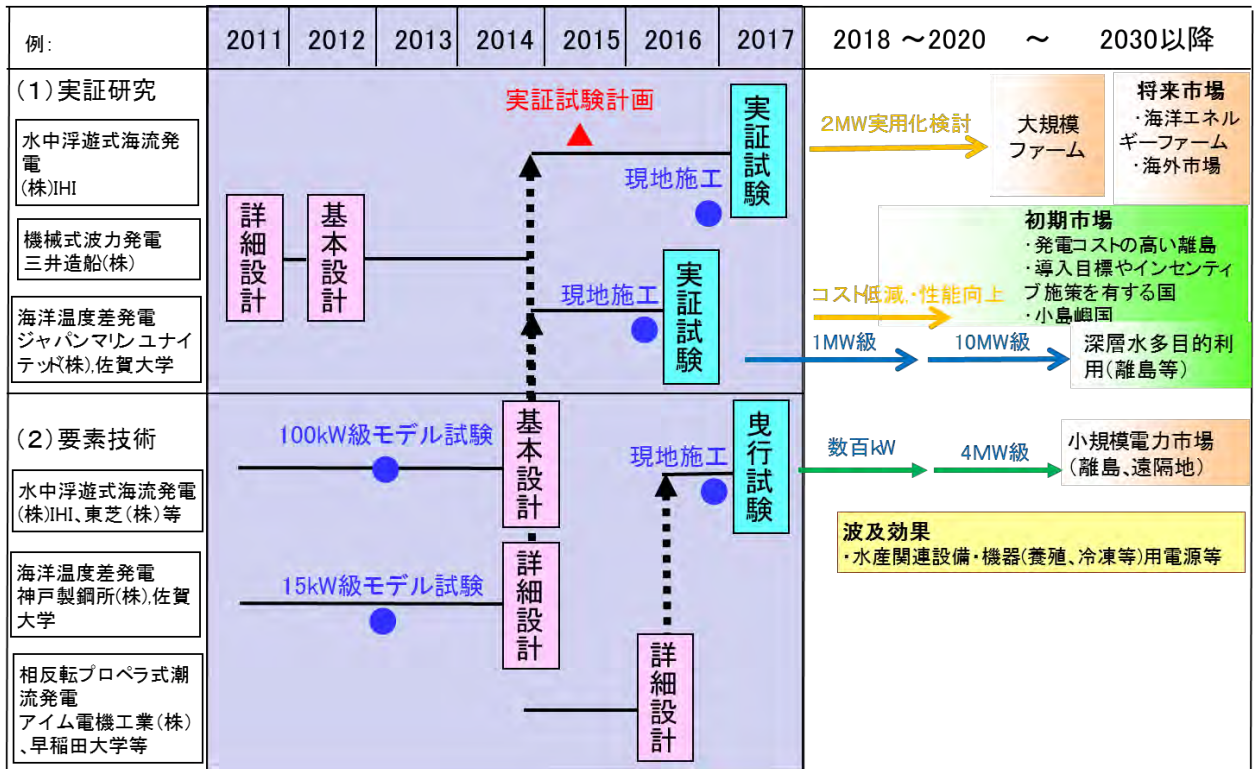 例:
2011
2012
2013
2014
2015
2016
2017
2018 ～2020 ～ 2030以降
(1)実証研究
水中浮遊式海流発
電
(株)IHI
機械式波力発電
三井造船(株)
海洋温度差発電
ジャパンマリンユナイ
テッド(株),佐賀大学
詳細設計
基本設計
実証試験計画
現地施工
実証試験
現地施工
実証試験
2MW実用化検討
大規模
ファーム
将来市場
・海洋エネル
ギーファーム
・海外市場
初期市場
・発電コストの高い離島
・導入目標やインセンティ
ブ施策を有する国
・小島嶼国
コスト低減・性能向上
1MW級
10MW級
深層水多目的利
用(離島等)
(2)要素技術
水中浮遊式海流発電
(株)IHI、東芝(株)等
海洋温度差発電
神戸製鋼所(株),佐賀
大学
相反転プロペラ式潮
流発電
アイム電機工業(株)
、早稲田大学等
100kW級モデル試験
基本設計
15kW級モデル試験
詳細設計
詳細設計
現地施工
曳行試験
数百kW
4MW級
小規模電力市場
(離島、遠隔地)
波及効果
・水産関連設備・機器(養殖、冷凍等)用電源等